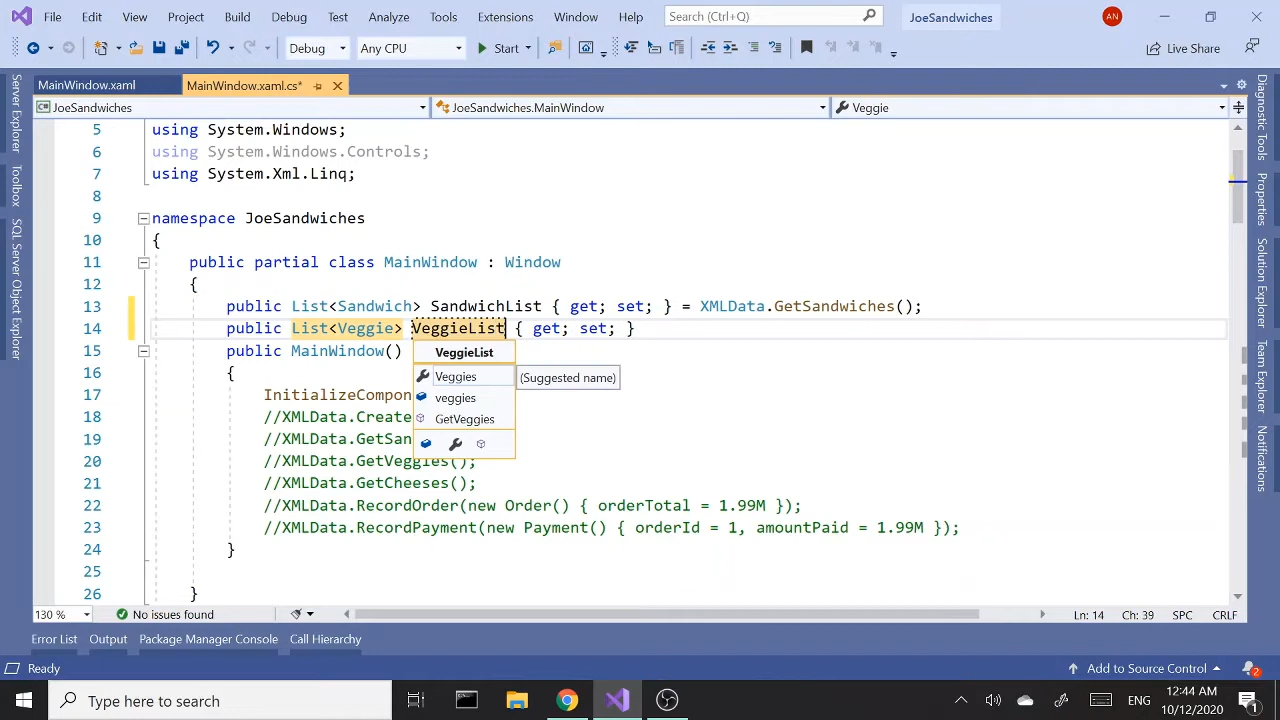 File Edit View Project Build Debug Test Analyze Tools Extensions Window Help Search (Ctrl+Q) JoeSandwiches AN
Debug Any CPU Start Live Share
MainWindow.xaml MainWindow.xaml.cs*
JoeSandwiches JoeSandwiches.MainWindow Veggie
5 using System.Windows;
6 using System.Windows.Controls;
7 using System.Xml.Linq;
8
9 namespace JoeSandwiches
10 {
11 public partial class MainWindow : Window
12 {
13 public List<Sandwich> SandwichList { get; set; } = XMLData.GetSandwiches();
14 public List<Veggie> VeggieList { get; set; }
15 public MainWindow()
16 {
17 InitializeCompon
18 //XMLData.Create
19 //XMLData.GetSan
20 //XMLData.GetVeggies();
21 //XMLData.GetCheeses();
22 //XMLData.RecordOrder(new Order() { orderTotal = 1.99M });
23 //XMLData.RecordPayment(new Payment() { orderId = 1, amountPaid = 1.99M });
24 }
25
26 }
VeggieList
Veggies (Suggested name)
veggies
GetVeggies
Server Explorer
Toolbox
SQL Server Object Explorer
Diagnostic Tools
Properties
Solution Explorer
Team Explorer
Notifications
130 % No issues found Ln: 14 Ch: 39 SPC CRLF
Error List Output Package Manager Console Call Hierarchy
Ready Add to Source Control 2
Type here to search ENG
10/12/2020 1